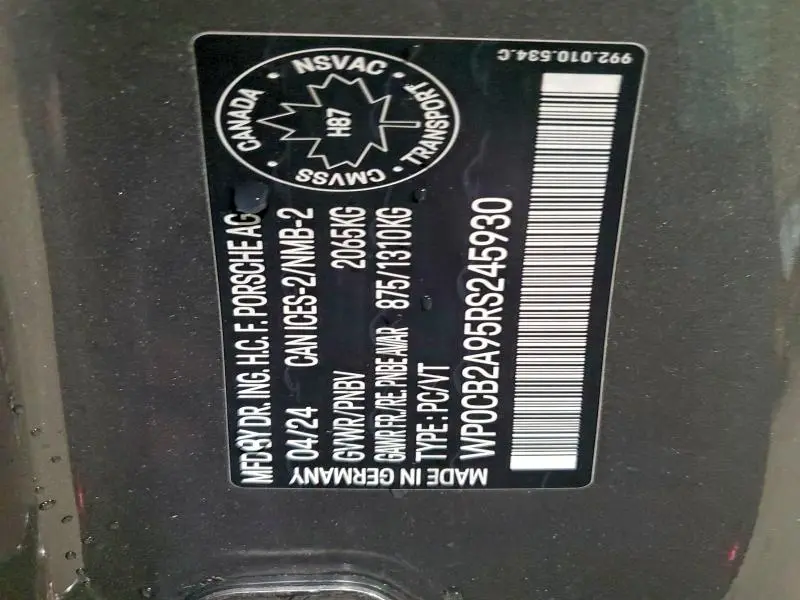 MFD BY DR. ING. H.C. F. PORSCHE AG
04/24 CAN ICES-2/NMB-2
GVWR/PNBV 2065KG
GAWR FR./RE. PNBE AV/AR 875/1310KG
TYPE: PC/VT
MADE IN GERMANY
WP0CB2A95RS245930
CANADA · NSVAC · TRANSPORT · CMVSS ·
H87
992.010.534.C